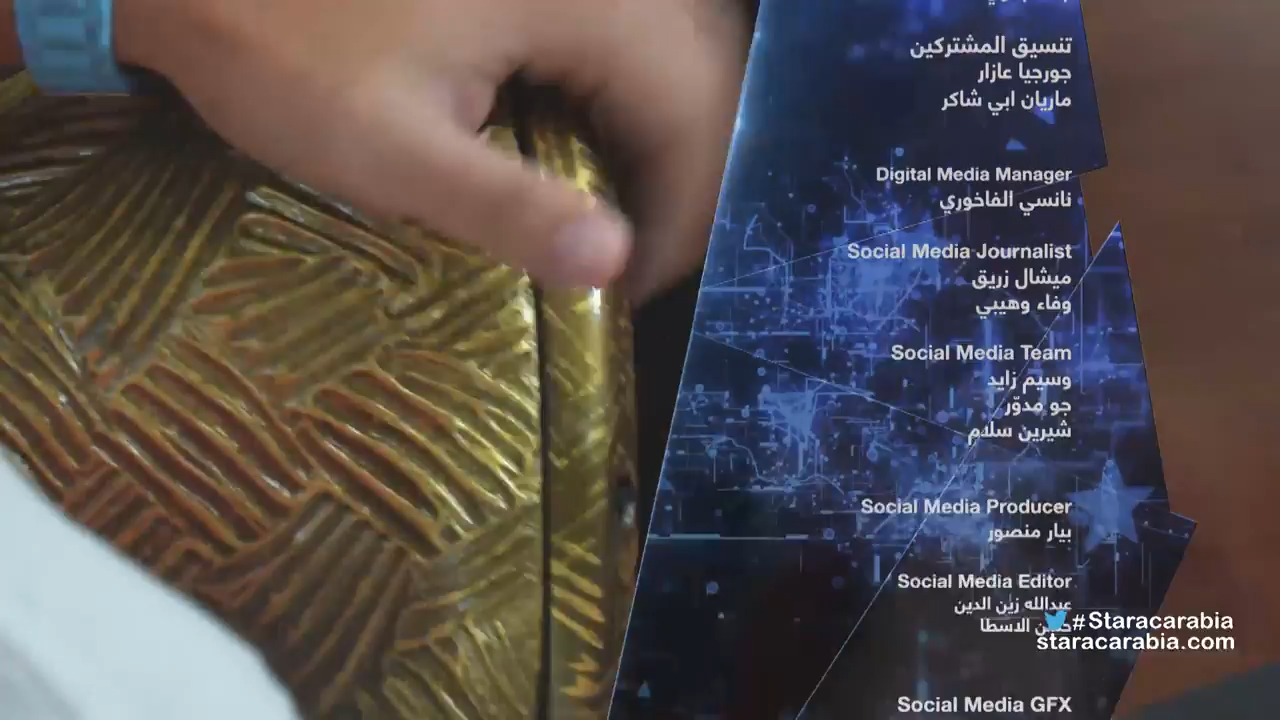 تنسيق المشتركين
جورجيا عازار
ماريان ابي شاكر
Digital Media Manager
نانسي الفاخوري
Social Media Journalist
ميشال زريق
وفاء وهيبي
Social Media Team
وسيم زايد
جو مدوّر
شيرين سلام
Social Media Producer
بيار منصور
Social Media Editor
عبدالله زين الدين
الاسطا
#Staracarabia
staracarabia.com
Social Media GFX